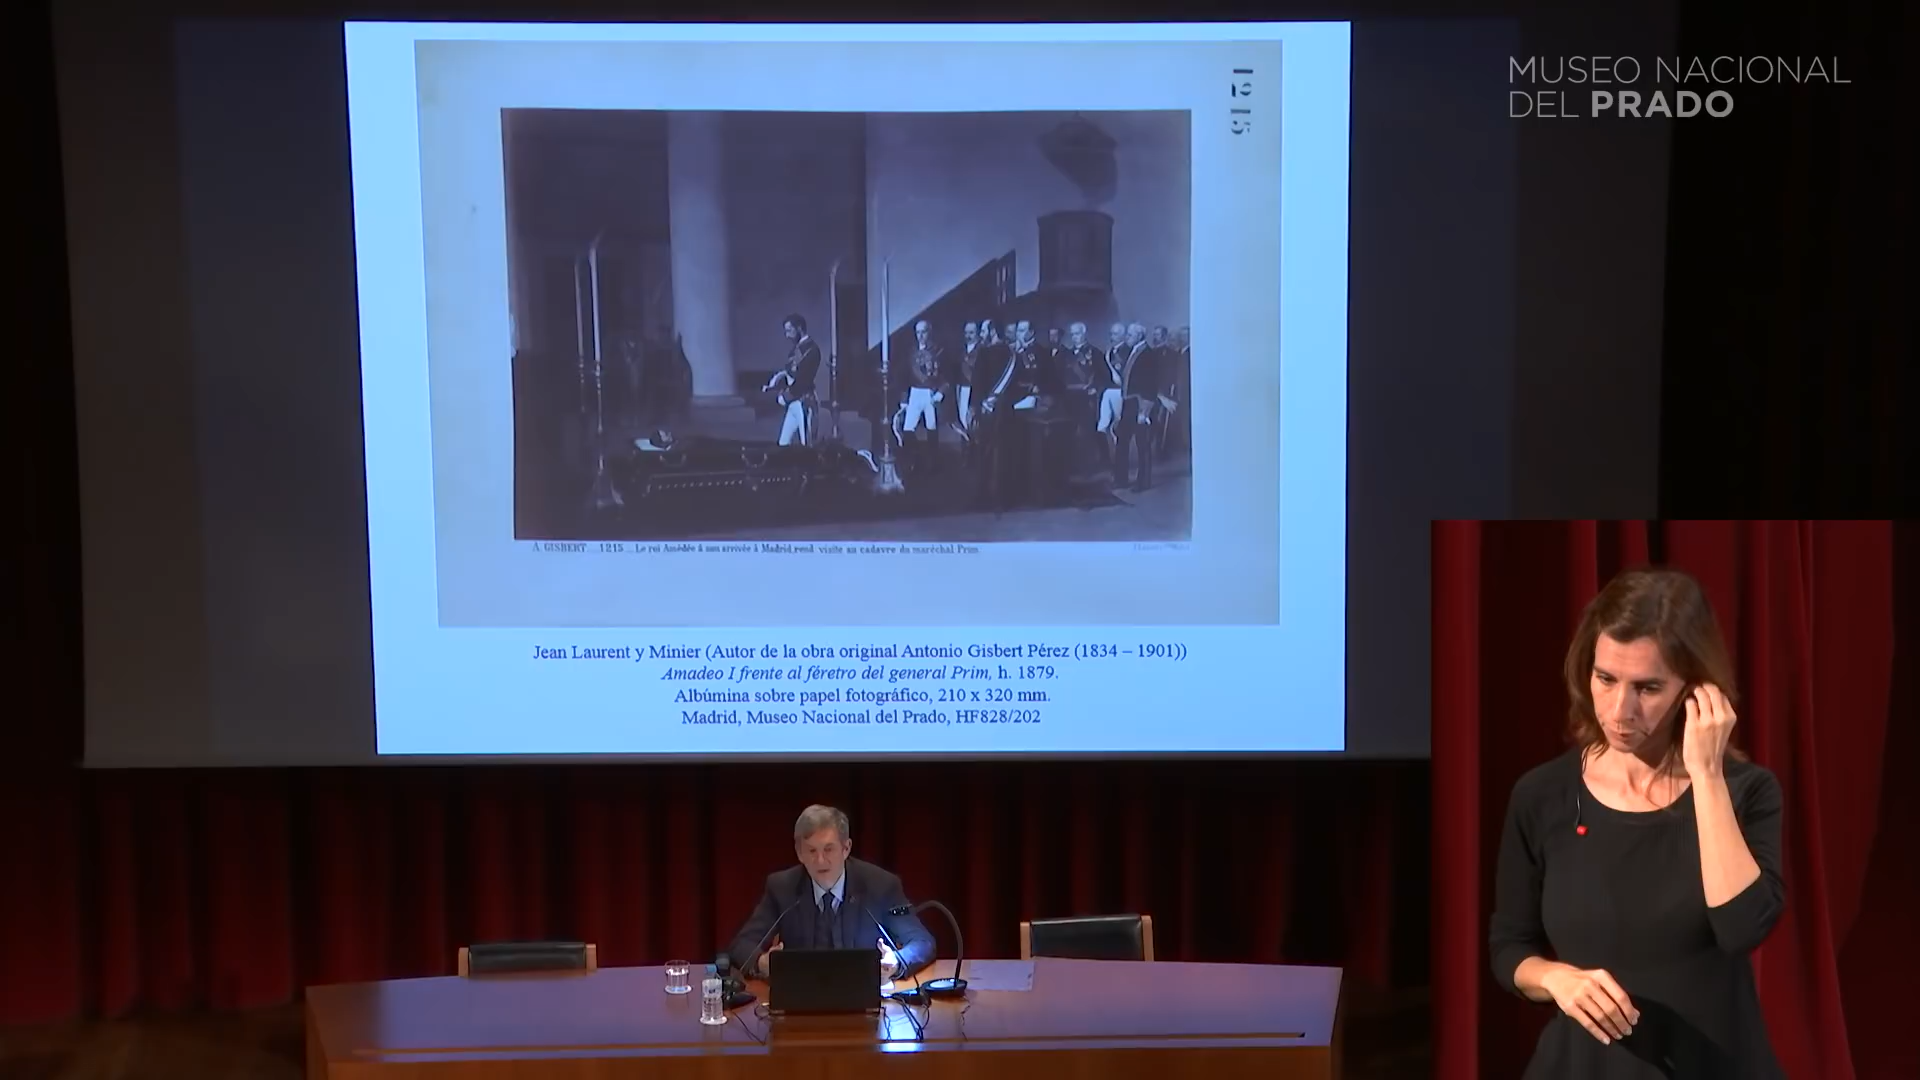 MUSEO NACIONAL
DEL PRADO
1215
A. GISBERT. 1215. Le roi Amédée à son arrivée à Madrid rend visite au cadavre du maréchal Prim.
Jean Laurent y Minier (Autor de la obra original Antonio Gisbert Pérez (1834 – 1901))
Amadeo I frente al féretro del general Prim, h. 1879.
Albúmina sobre papel fotográfico, 210 x 320 mm.
Madrid, Museo Nacional del Prado, HF828/202